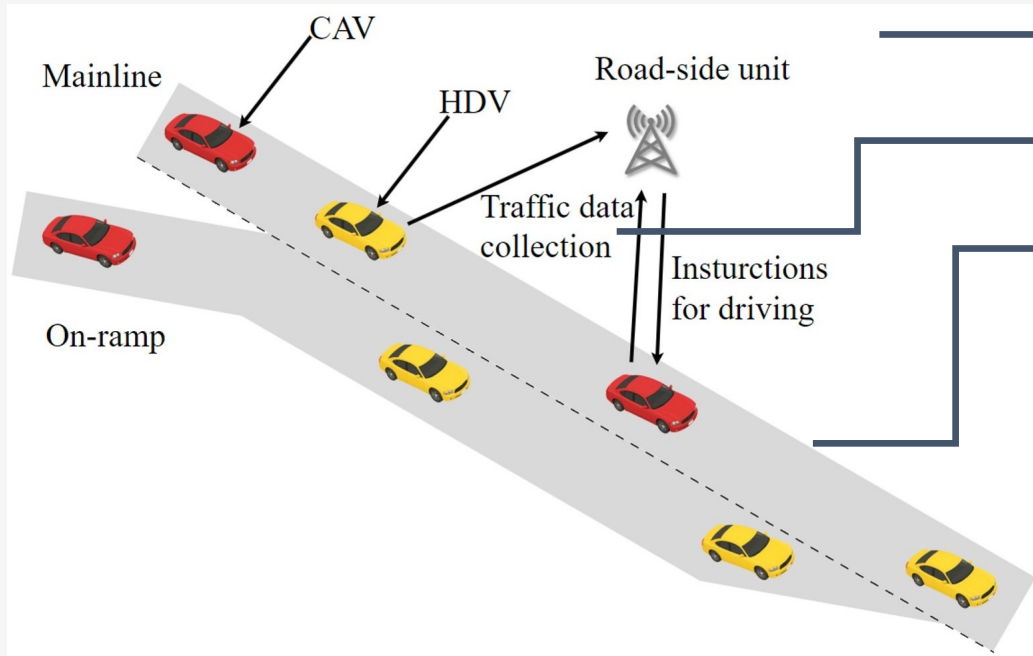 CAV
Mainline
HDV
Road-side unit
Traffic data
collection
Insturctions
for driving
On-ramp